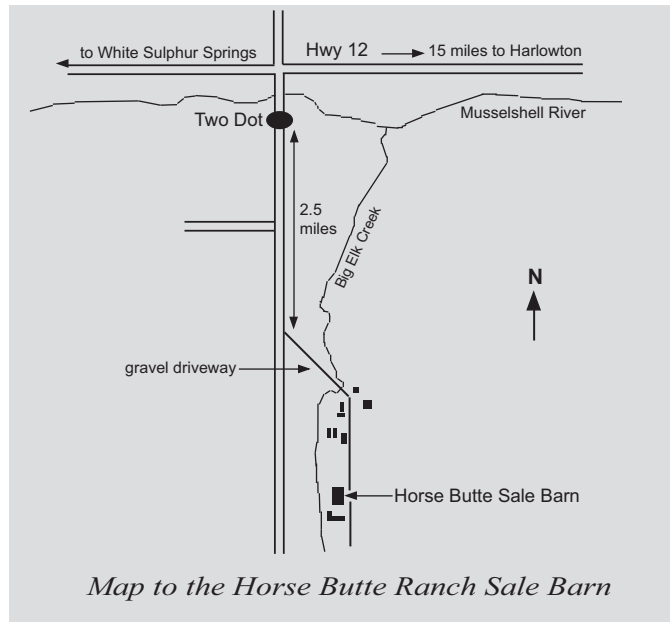 to White Sulphur Springs
Hwy 12
15 miles to Harlowton
Musselshell River
Two Dot
2.5
miles
Big Elk Creek
N
gravel driveway
Horse Butte Sale Barn
Map to the Horse Butte Ranch Sale Barn